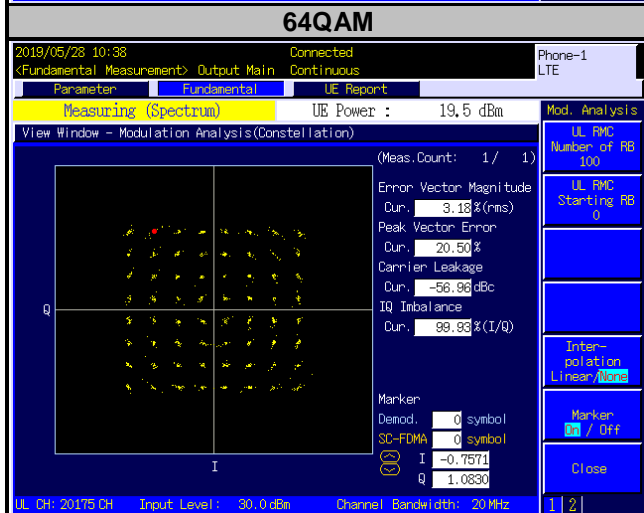 64QAM
2019/05/28 10:38 Connected Phone-1
<Fundamental Measurement> Output Main Continuous LTE
Parameter Fundamental UE Report
Measuring (Spectrum) UE Power : 19.5 dBm Mod. Analysis
View Window - Modulation Analysis(Constellation)
UL RMC
Number of RB
100
(Meas.Count: 1/ 1)
Error Vector Magnitude
Cur. 3.18 %(rms)
Peak Vector Error
Cur. 20.50 %
Carrier Leakage
Cur. -56.96 dBc
IQ Imbalance
Cur. 99.93 %(I/Q)
UL RMC
Starting RB
0
Q
I
Inter-
polation
Linear/None
Marker
Demod. 0 symbol
SC-FDMA 0 symbol
I -0.7571
Q 1.0830
Marker
On / Off
Close
UL CH: 20175 CH Input Level: 30.0 dBm Channel Bandwidth: 20 MHz 1 2